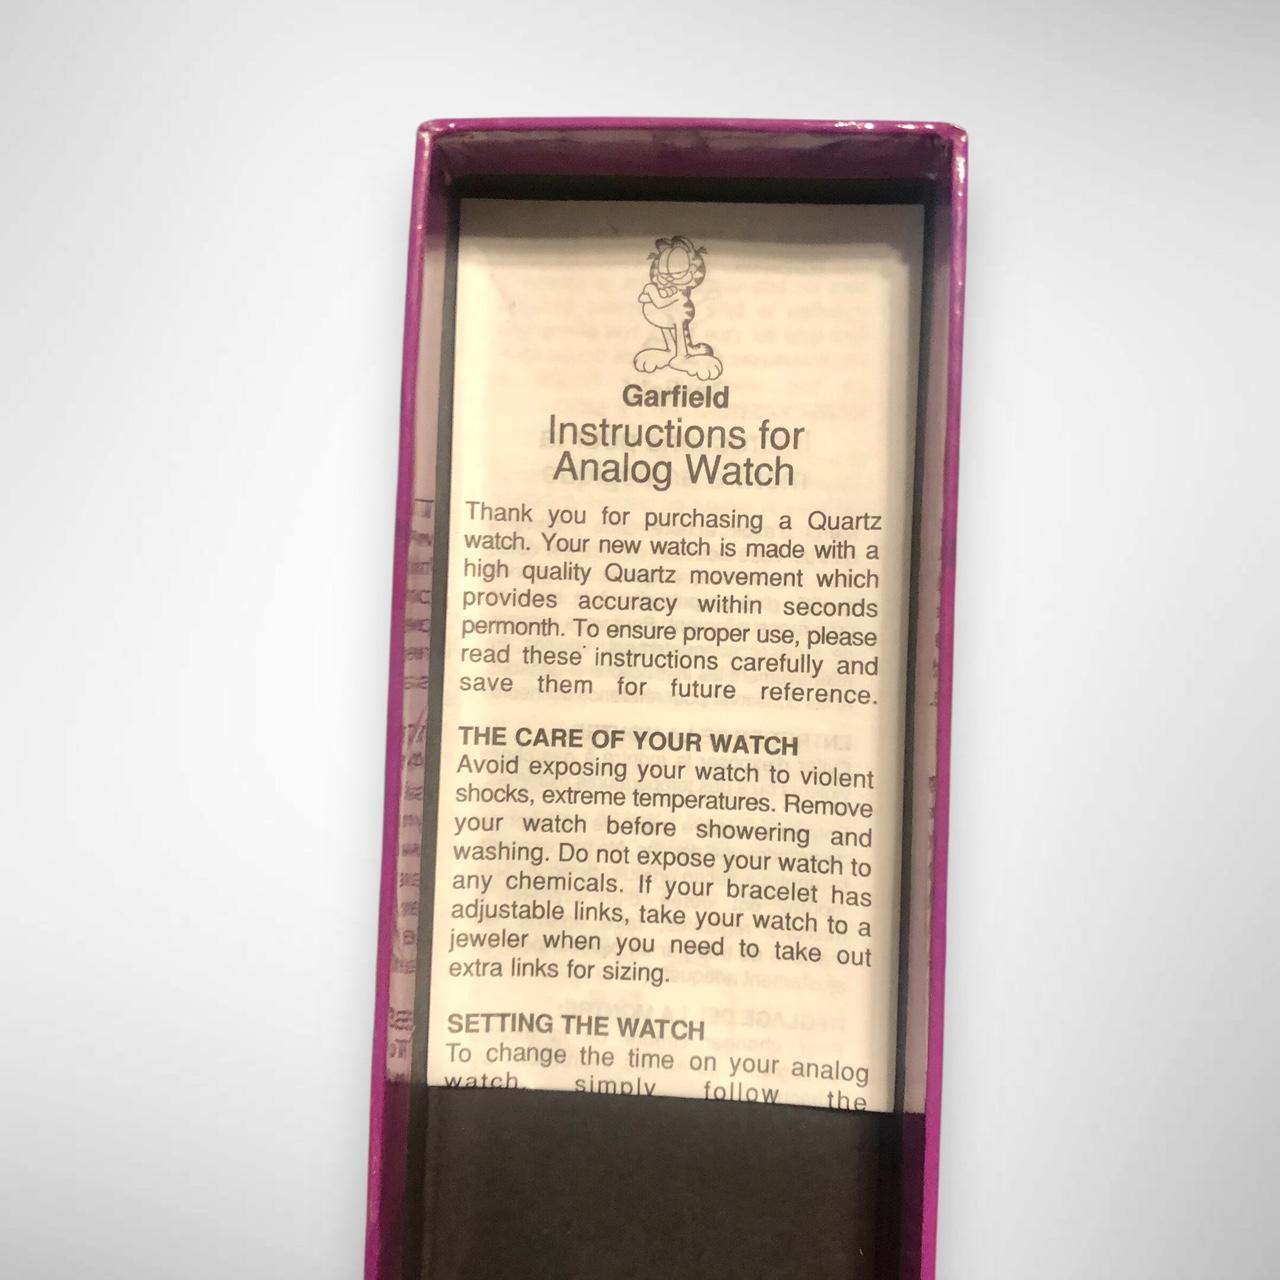 Garfield
Instructions for
Analog Watch
Thank you for purchasing a Quartz
watch. Your new watch is made with a
high quality Quartz movement which
provides accuracy within seconds
permonth. To ensure proper use, please
read these instructions carefully and
save them for future reference.
THE CARE OF YOUR WATCH
Avoid exposing your watch to violent
shocks, extreme temperatures. Remove
your watch before showering and
washing. Do not expose your watch to
any chemicals. If your bracelet has
adjustable links, take your watch to a
jeweler when you need to take out
extra links for sizing.
SETTING THE WATCH
To change the time on your analog
watch, simply follow the